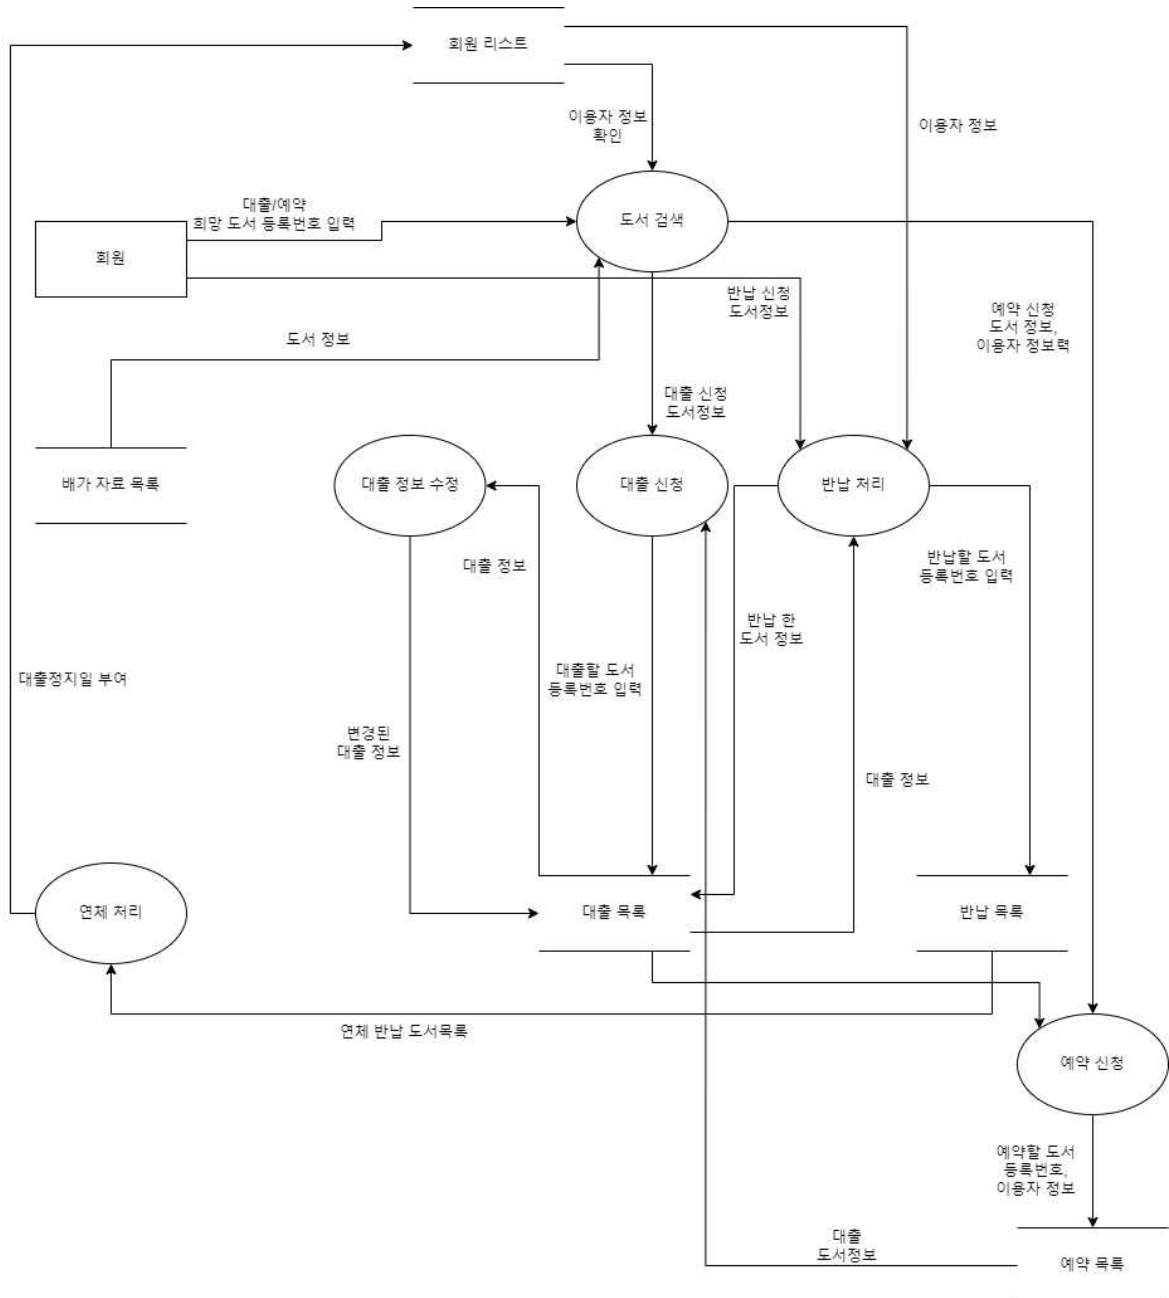 회원 리스트
이용자 정보
확인
이용자 정보
대출/예약
희망 도서 등록번호 입력
도서 검색
회원
반납 신청
도서정보
예약 신청
도서 정보,
이용자 정보력
도서 정보
대출 신청
도서정보
배가 자료 목록
대출 정보 수정
대출 신청
반납 처리
대출 정보
반납할 도서
등록번호 입력
반납 한
도서 정보
대출할 도서
등록번호 입력
대출정지일 부여
변경된
대출 정보
대출 정보
연체 처리
대출 목록
반납 목록
연체 반납 도서목록
예약 신청
예약할 도서
등록번호,
이용자 정보
대출
도서정보
예약 목록